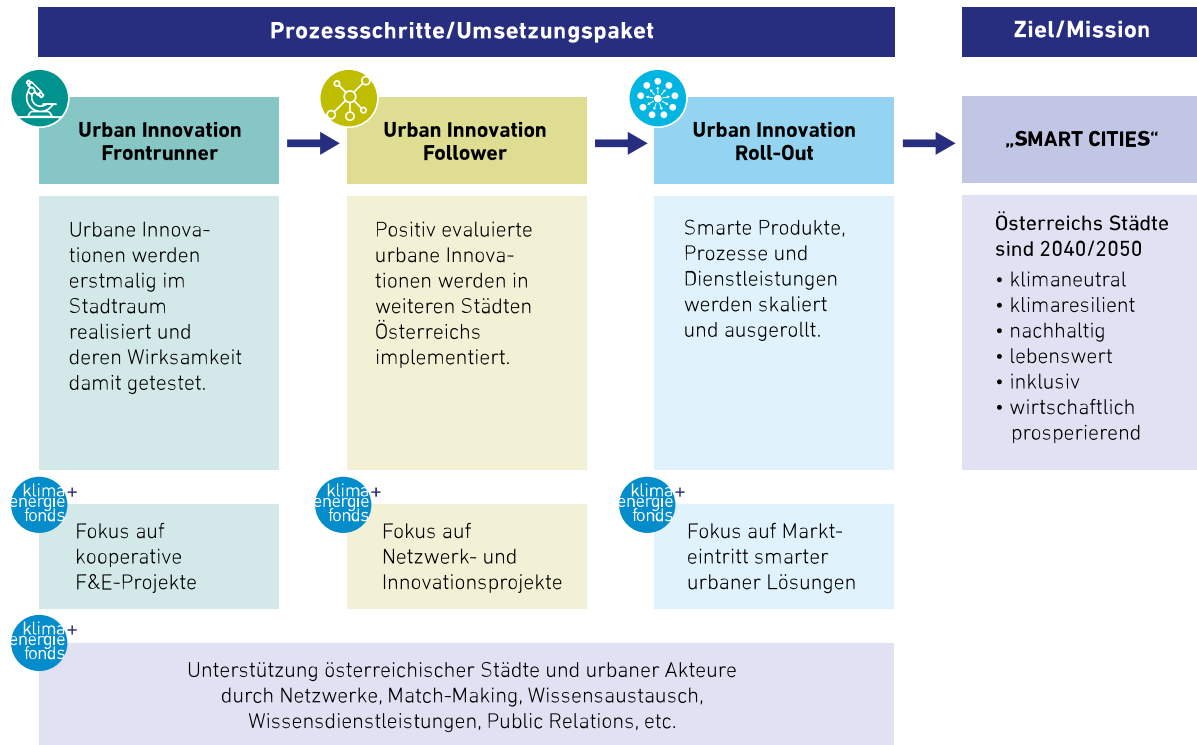 Prozessschritte/Umsetzungspaket
Ziel/Mission
Urban Innovation
Frontrunner
Urban Innovation
Follower
Urban Innovation
Roll-Out
„SMART CITIES“
Urbane Innova-
tionen werden
erstmalig im
Stadtraum
realisiert und
deren Wirksamkeit
damit getestet.
Positiv evaluierte
urbane Innova-
tionen werden in
weiteren Städten
Österreichs
implementiert.
Smarte Produkte,
Prozesse und
Dienstleistungen
werden skaliert
und ausgerollt.
Österreichs Städte
sind 2040/2050
• klimaneutral
• klimaresilient
• nachhaltig
• lebenswert
• inklusiv
• wirtschaftlich
prosperierend
klima+
energie
fonds
Fokus auf
kooperative
F&E-Projekte
klima+
energie
fonds
Fokus auf
Netzwerk- und
Innovationsprojekte
klima+
energie
fonds
Fokus auf Markt-
eintritt smarter
urbaner Lösungen
klima+
energie
fonds
Unterstützung österreichischer Städte und urbaner Akteure
durch Netzwerke, Match-Making, Wissensaustausch,
Wissensdienstleistungen, Public Relations, etc.